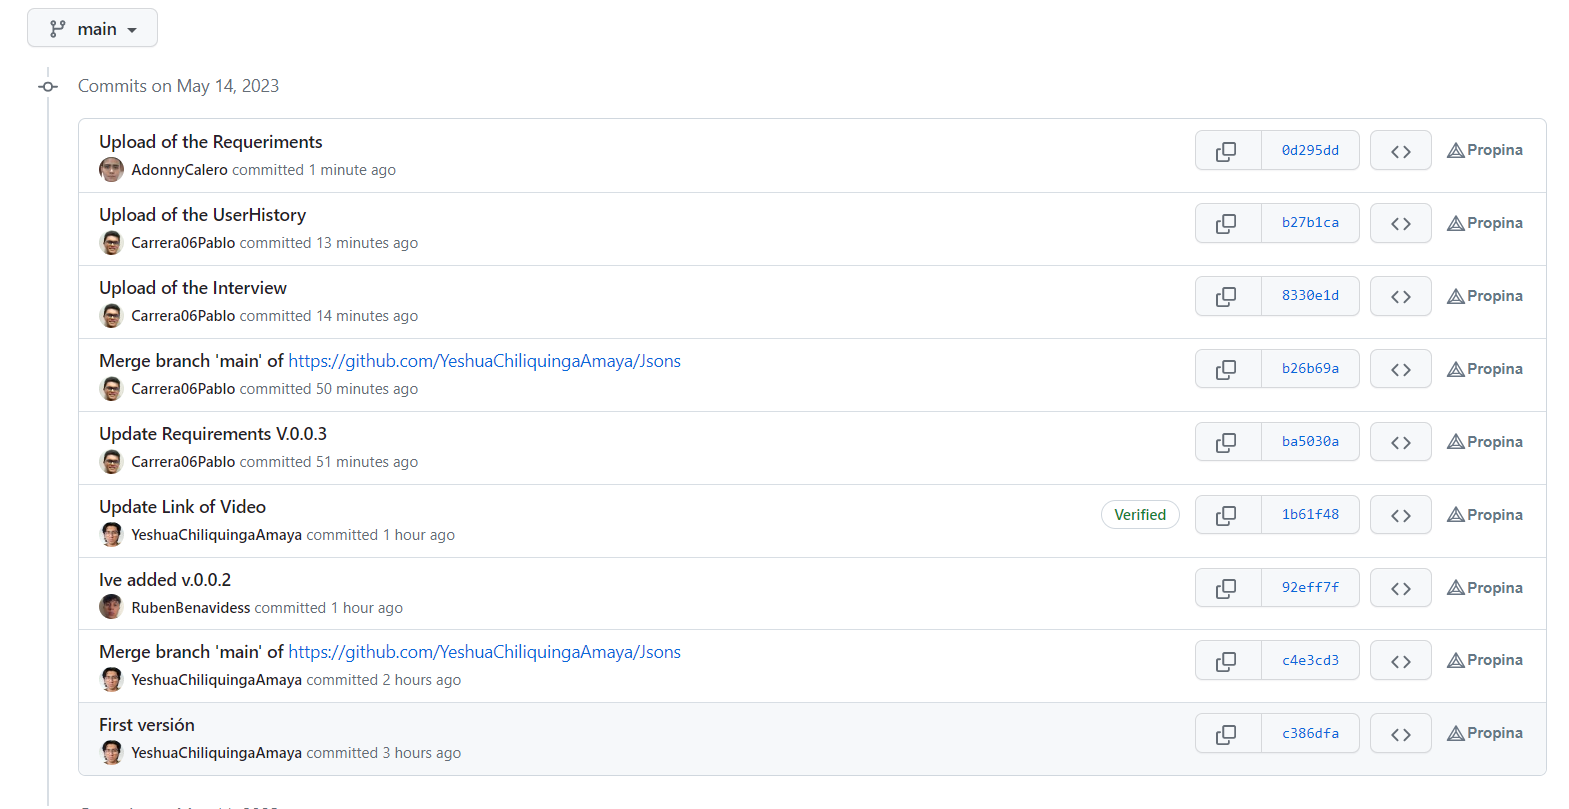 main
Commits on May 14, 2023
Upload of the Requeriments
0d295dd
Propina
AdonnyCalero committed 1 minute ago
Upload of the UserHistory
b27b1ca
Propina
Carrera06Pablo committed 13 minutes ago
Upload of the Interview
8330e1d
Propina
Carrera06Pablo committed 14 minutes ago
Merge branch 'main' of https://github.com/YeshuaChiliquingaAmaya/Jsons
b26b69a
Propina
Carrera06Pablo committed 50 minutes ago
Update Requirements V.0.0.3
ba5030a
Propina
Carrera06Pablo committed 51 minutes ago
Update Link of Video
Verified
1b61f48
Propina
YeshuaChiliquingaAmaya committed 1 hour ago
Ive added v.0.0.2
92eff7f
Propina
RubenBenavidess committed 1 hour ago
Merge branch 'main' of https://github.com/YeshuaChiliquingaAmaya/Jsons
c4e3cd3
Propina
YeshuaChiliquingaAmaya committed 2 hours ago
First versión
c386dfa
Propina
YeshuaChiliquingaAmaya committed 3 hours ago